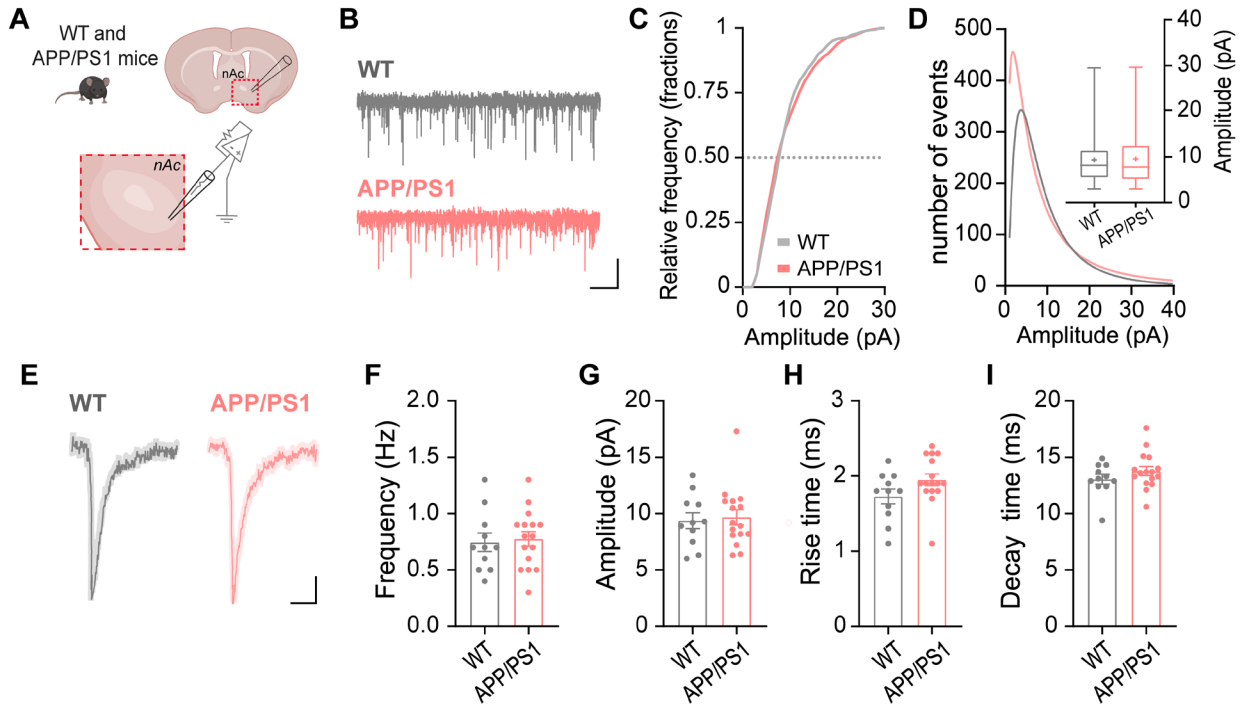 A
WT and
APP/PS1 mice
nAc
nAc
B
WT
APP/PS1
C
Relative frequency (fractions)
1
0.75
0.50
0.25
0
WT
APP/PS1
0 10 20 30
Amplitude (pA)
D
number of events
500
400
300
200
100
0
0 10 20 30 40
Amplitude (pA)
40
30
20
10
0
Amplitude (pA)
WT
APP/PS1
E
WT
APP/PS1
F
Frequency (Hz)
2.0
1.5
1.0
0.5
0.0
WT
APP/PS1
G
Amplitude (pA)
20
15
10
5
0
WT
APP/PS1
H
Rise time (ms)
3
2
1
0
WT
APP/PS1
I
Decay time (ms)
20
15
10
5
0
WT
APP/PS1